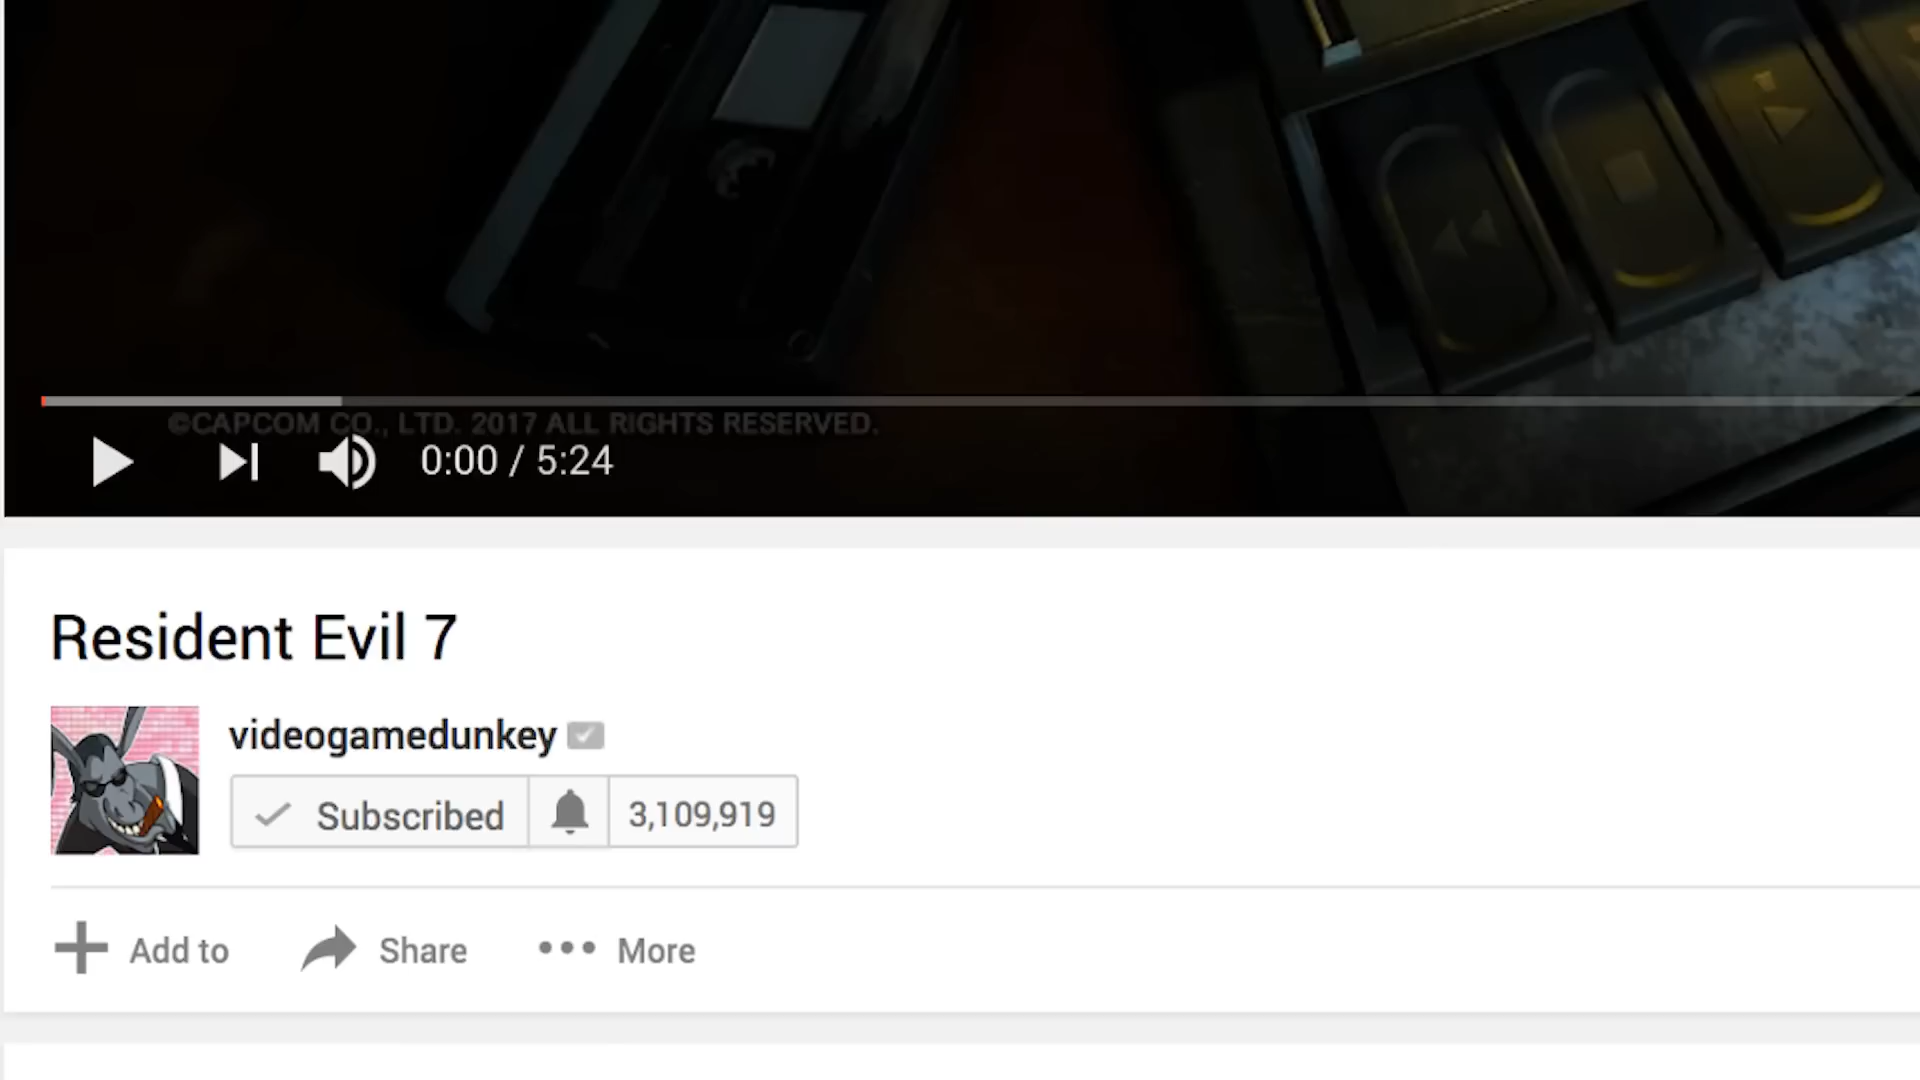 ©CAPCOM CO., LTD. 2017 ALL RIGHTS RESERVED.
0:00 / 5:24
Resident Evil 7
videogamedunkey
Subscribed 3,109,919
Add to Share More